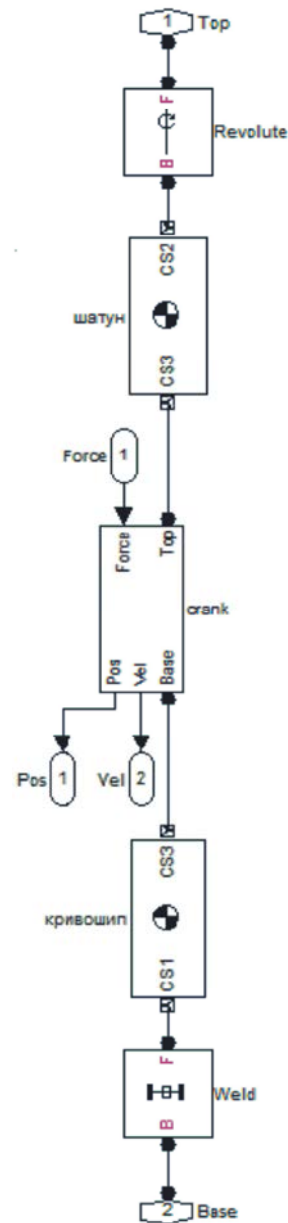 1 Top
F
B
Revolute
CS2
CS3
шатун
Force 1
Force
Top
crank
Pos
Vel
Base
Pos 1
Vel 2
CS3
CS1
кривошип
F
B
Weld
2 Base